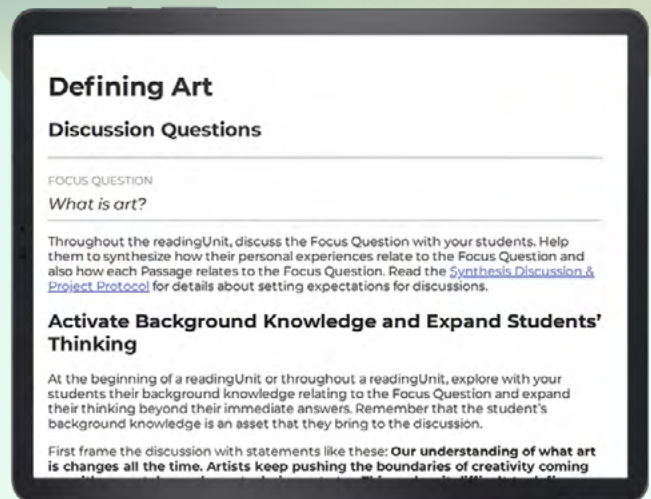 Defining Art
Discussion Questions
FOCUS QUESTION
What is art?
Throughout the readingUnit, discuss the Focus Question with your students. Help
them to synthesize how their personal experiences relate to the Focus Question and
also how each Passage relates to the Focus Question. Read the Synthesis Discussion &
Project Protocol for details about setting expectations for discussions.
Activate Background Knowledge and Expand Students’
Thinking
At the beginning of a readingUnit or throughout a readingUnit, explore with your
students their background knowledge relating to the Focus Question and expand
their thinking beyond their immediate answers. Remember that the student’s
background knowledge is an asset that they bring to the discussion.
First frame the discussion with statements like these: Our understanding of what art
is changes all the time. Artists keep pushing the boundaries of creativity coming